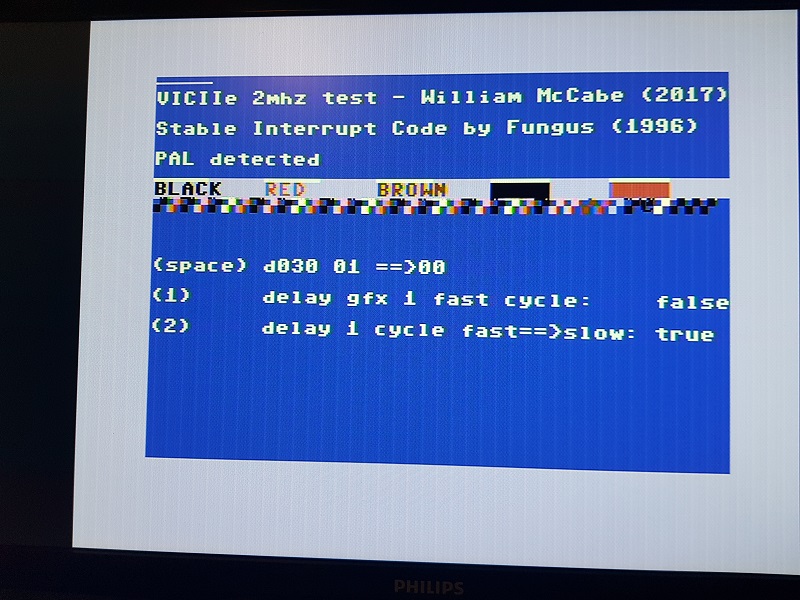 VICIIe 2mhz test - William McCabe (2017)
Stable Interrupt Code by Fungus (1996)
PAL detected
BLACK RED BROWN
(space) d030 01 ==>00
(1) delay gfx 1 fast cycle: false
(2) delay 1 cycle fast==>slow: true
PHILIPS